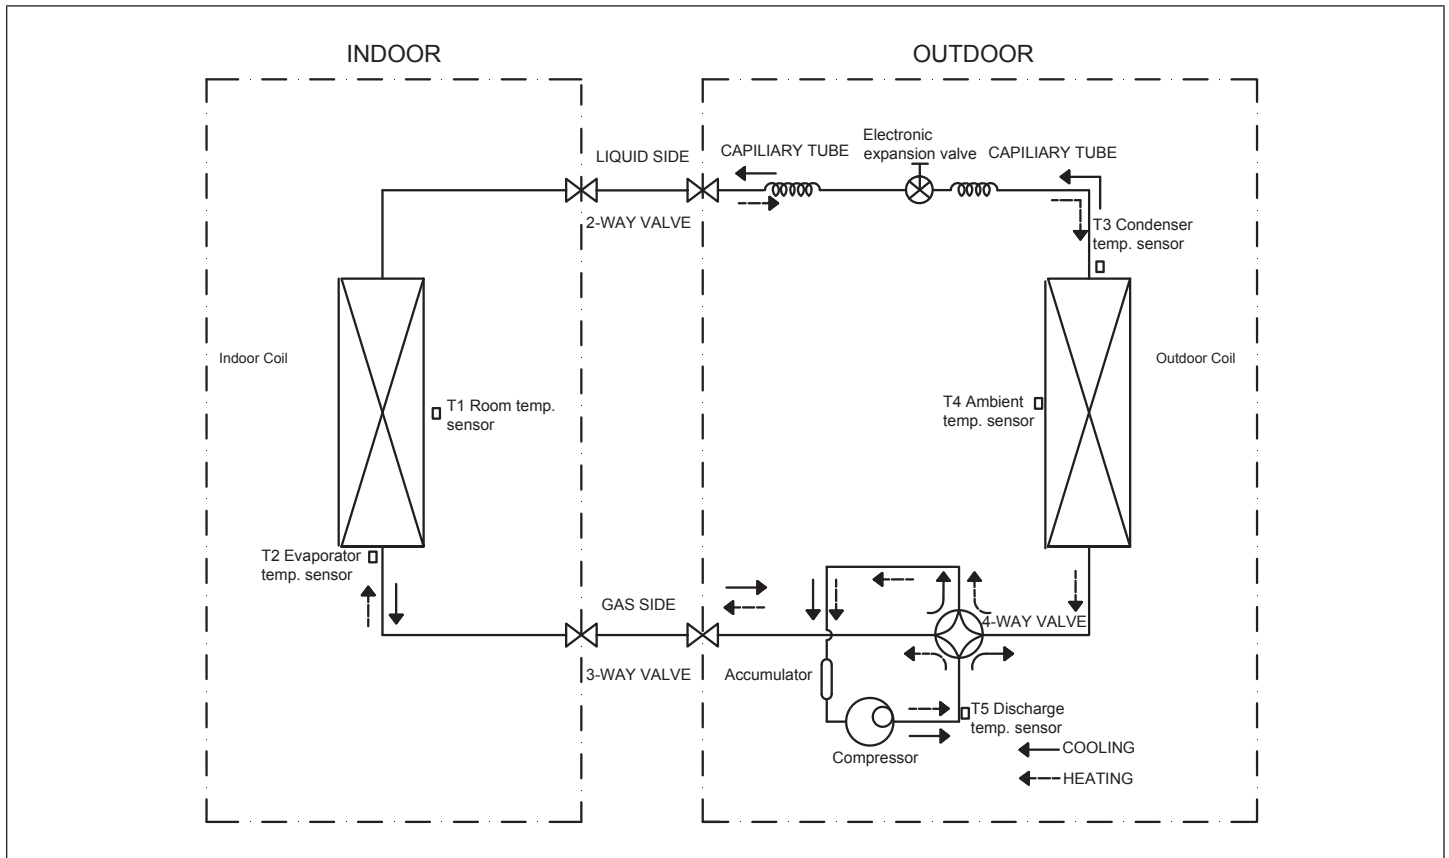 INDOOR
OUTDOOR
LIQUID SIDE
CAPILIARY TUBE
Electronic
expansion valve
CAPILIARY TUBE
2-WAY VALVE
T3 Condenser
temp. sensor
Indoor Coil
Outdoor Coil
T1 Room temp.
sensor
T4 Ambient
temp. sensor
T2 Evaporator
temp. sensor
GAS SIDE
4-WAY VALVE
3-WAY VALVE
Accumulator
T5 Discharge
temp. sensor
Compressor
COOLING
HEATING